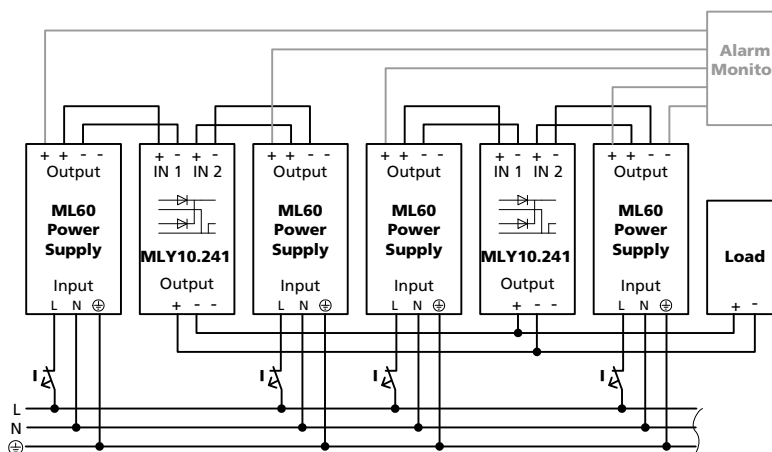 Alarm
Monito
+ + - -
Output
ML60
Power
Supply
Input
L N
+ - + -
IN 1 IN 2
MLY10.241
Output
+ - -
+ + - -
Output
ML60
Power
Supply
Input
L N
+ + - -
Output
ML60
Power
Supply
Input
L N
+ - + -
IN 1 IN 2
MLY10.241
Output
+ - -
+ + - -
Output
ML60
Power
Supply
Input
L N
Load
+ -
I
I
I
I
L
N